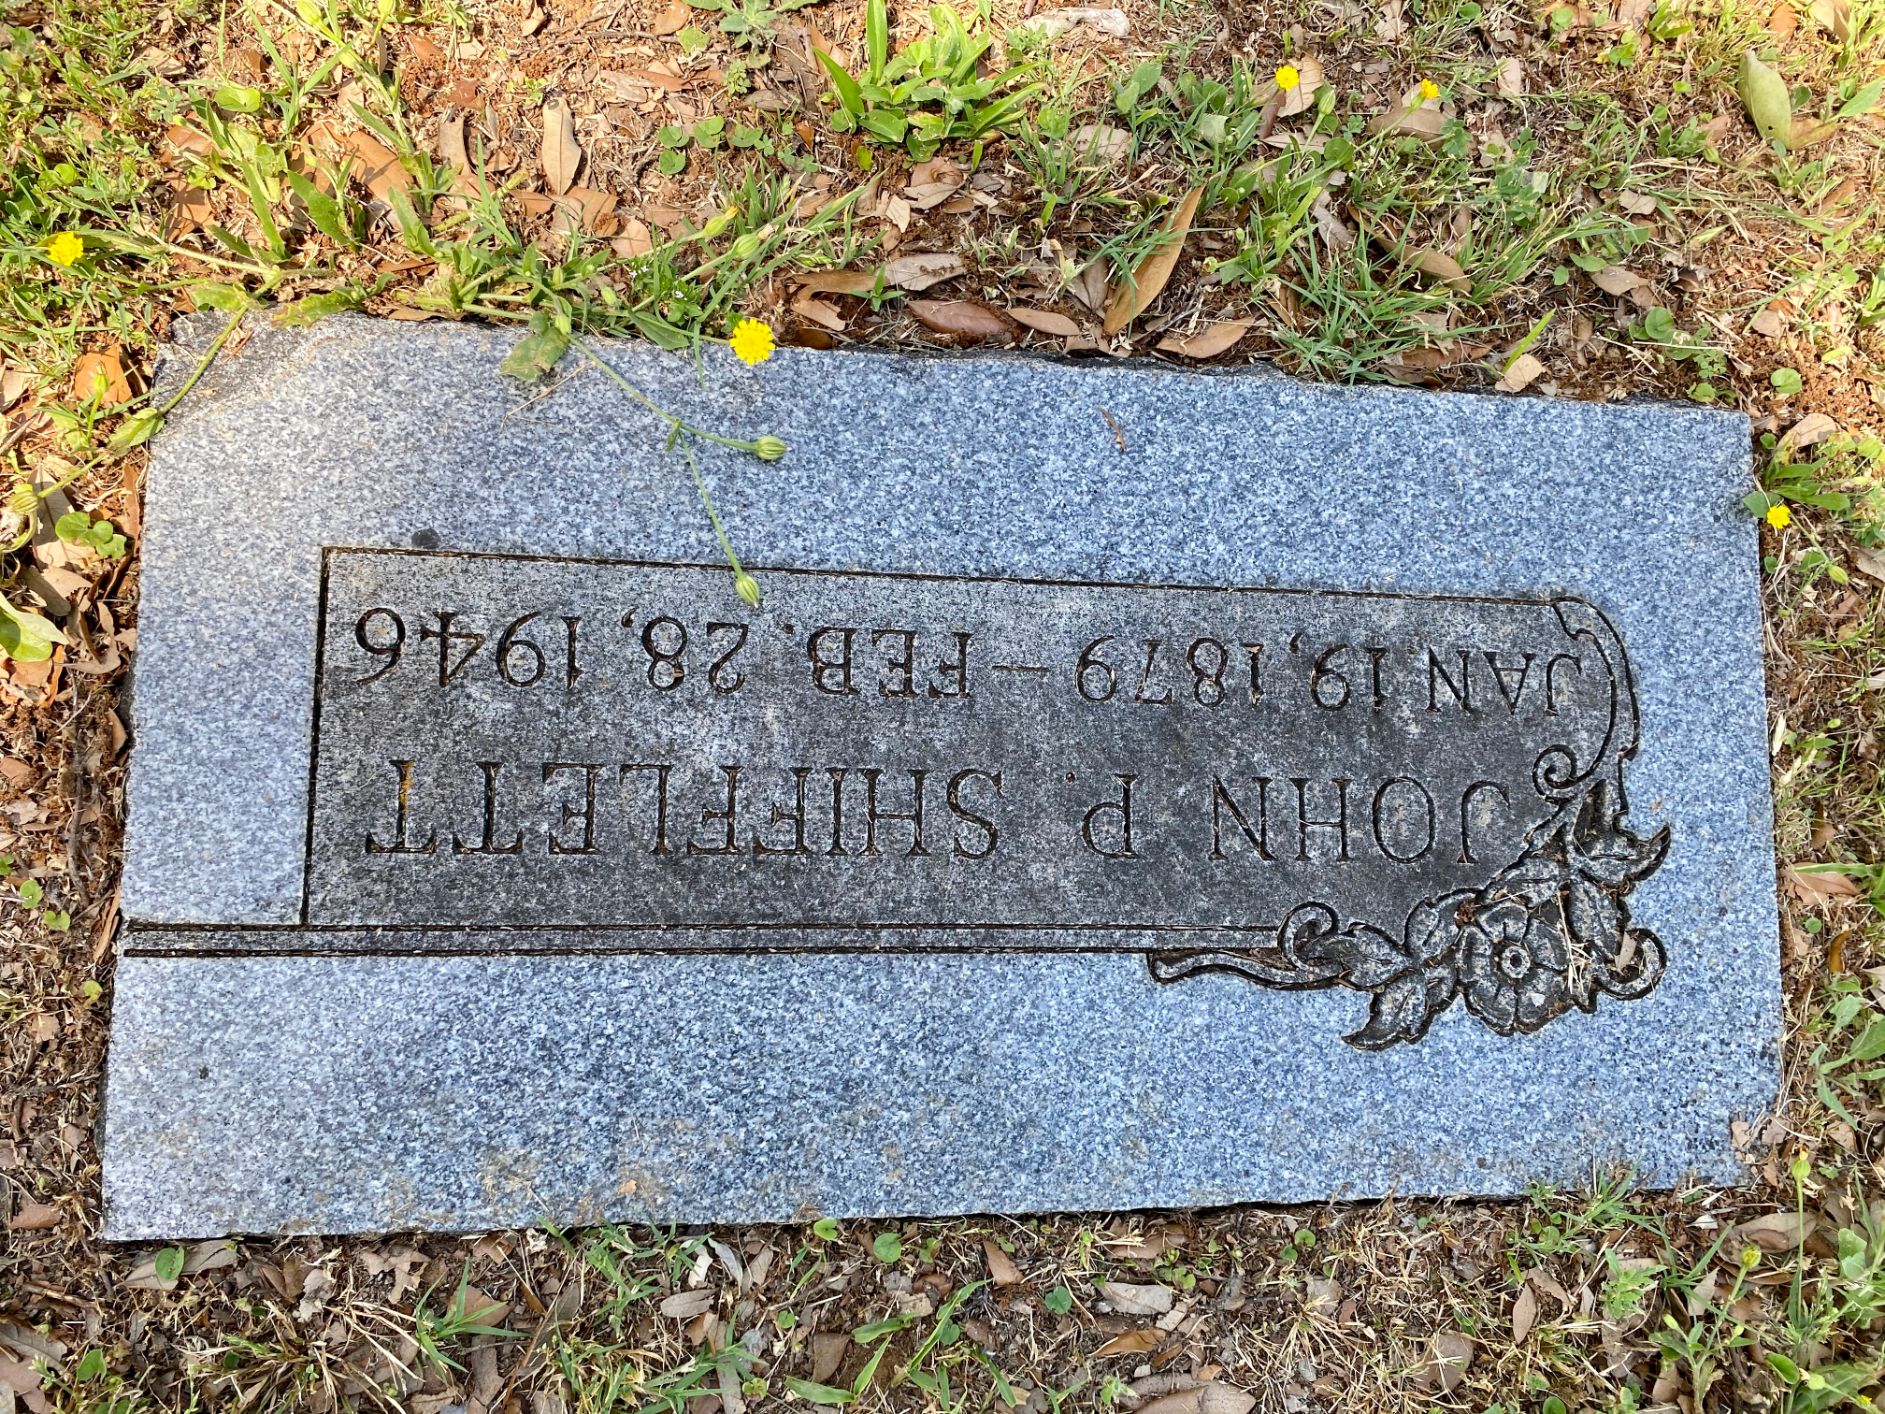 JOHN P. SHIFFLETT
JAN. 19, 1879 — FEB. 28, 1946